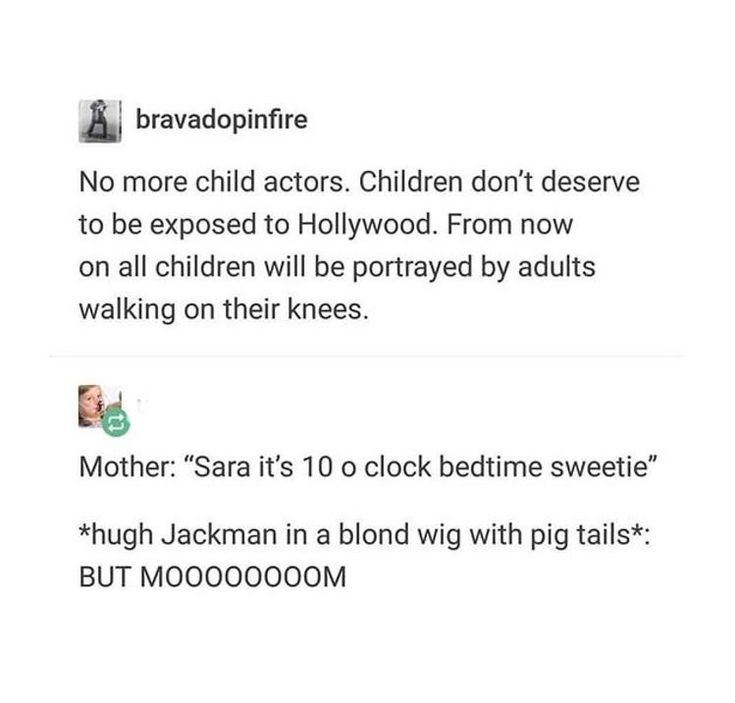 bravadopinfire
No more child actors. Children don't deserve
to be exposed to Hollywood. From now
on all children will be portrayed by adults
walking on their knees.
Mother: “Sara it's 10 o clock bedtime sweetie”
*hugh Jackman in a blond wig with pig tails*:
BUT MOOOOOOOOM